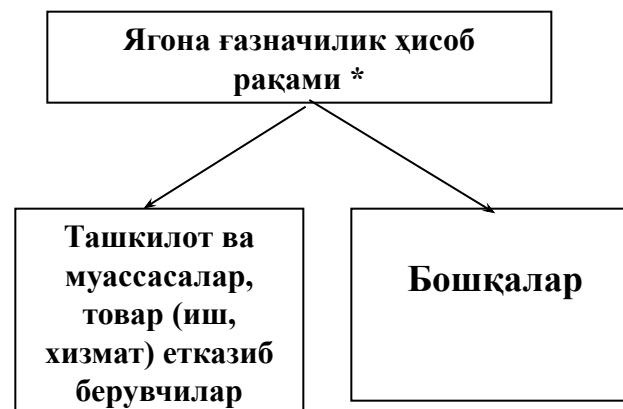 Ягона ғазначилик ҳисоб
рақами *
Ташкилот ва
муассасалар,
товар (иш,
хизмат) етказиб
берувчилар
Бошқалар